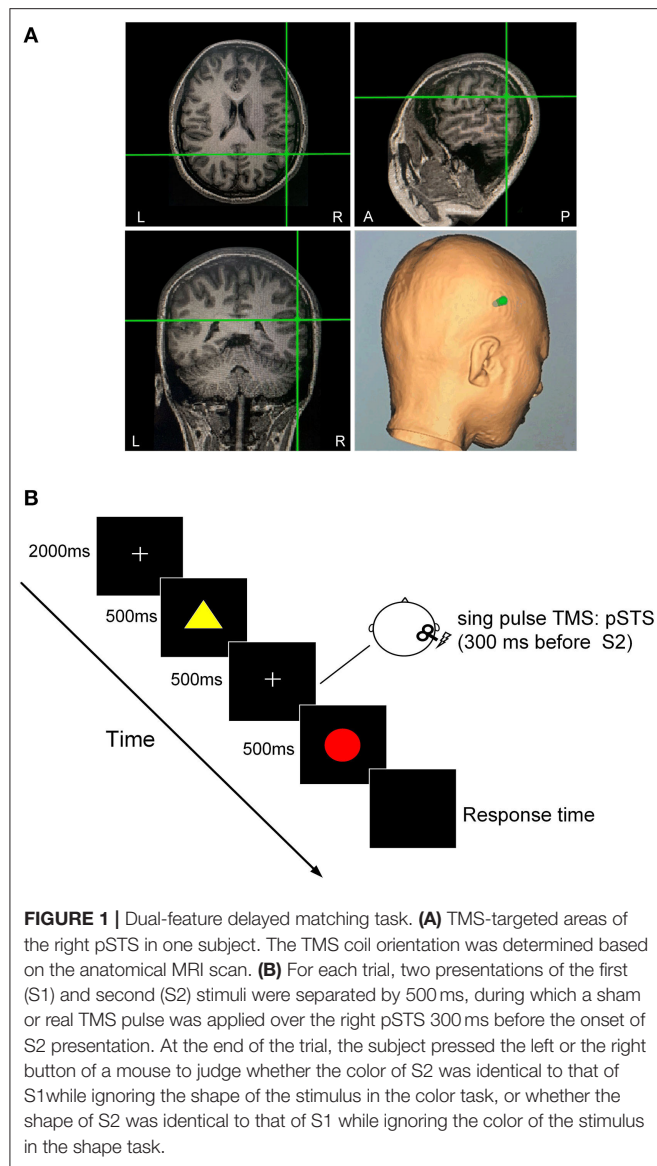 A
L
R
A
P
L
R
B
2000ms
500ms
sing pulse TMS: pSTS
(300 ms before S2)
500ms
500ms
Time
Response time
FIGURE 1 | Dual-feature delayed matching task. (A) TMS-targeted areas of
the right pSTS in one subject. The TMS coil orientation was determined based
on the anatomical MRI scan. (B) For each trial, two presentations of the first
(S1) and second (S2) stimuli were separated by 500 ms, during which a sham
or real TMS pulse was applied over the right pSTS 300 ms before the onset of
S2 presentation. At the end of the trial, the subject pressed the left or the right
button of a mouse to judge whether the color of S2 was identical to that of
S1while ignoring the shape of the stimulus in the color task, or whether the
shape of S2 was identical to that of S1 while ignoring the color of the stimulus
in the shape task.